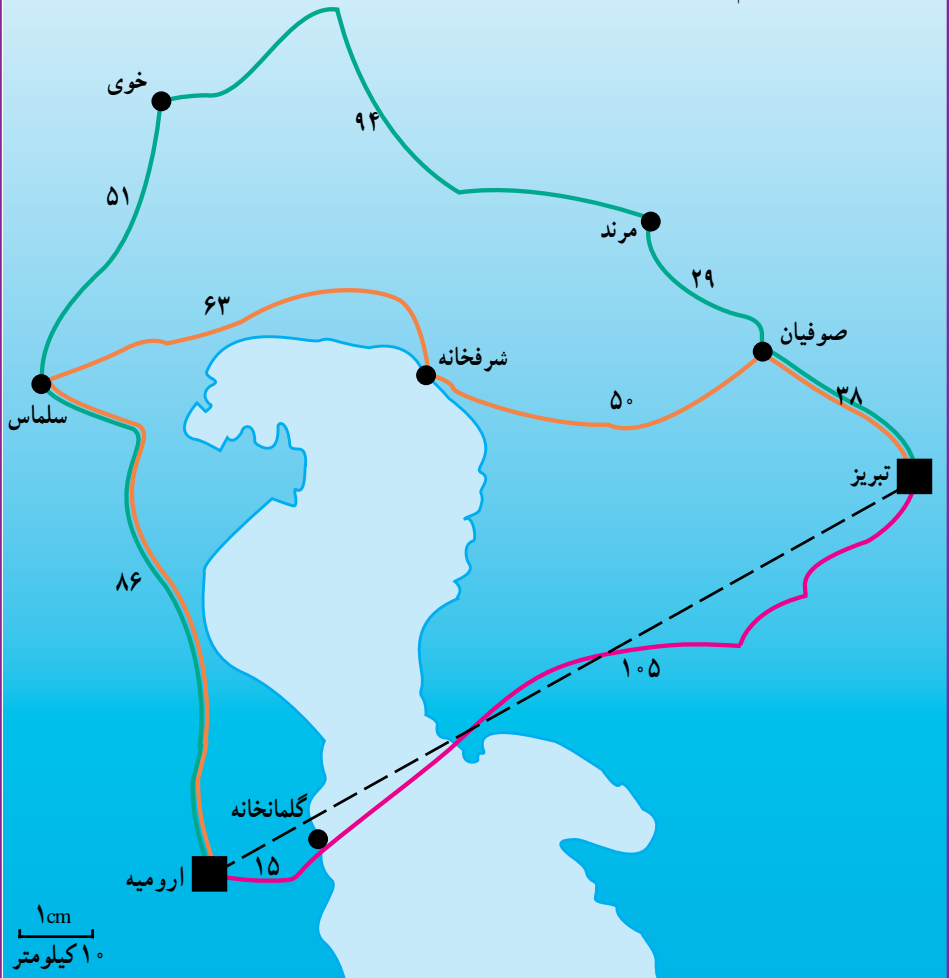 خوی
۹۴
۵۱
مرند
۲۹
۶۳
صوفیان
شرفخانه
سلماس
۵۰
۳۸
تبریز
۸۶
۱۰۵
گلمانخانه
۱۵
ارومیه
۱cm
۱۰ کیلومتر